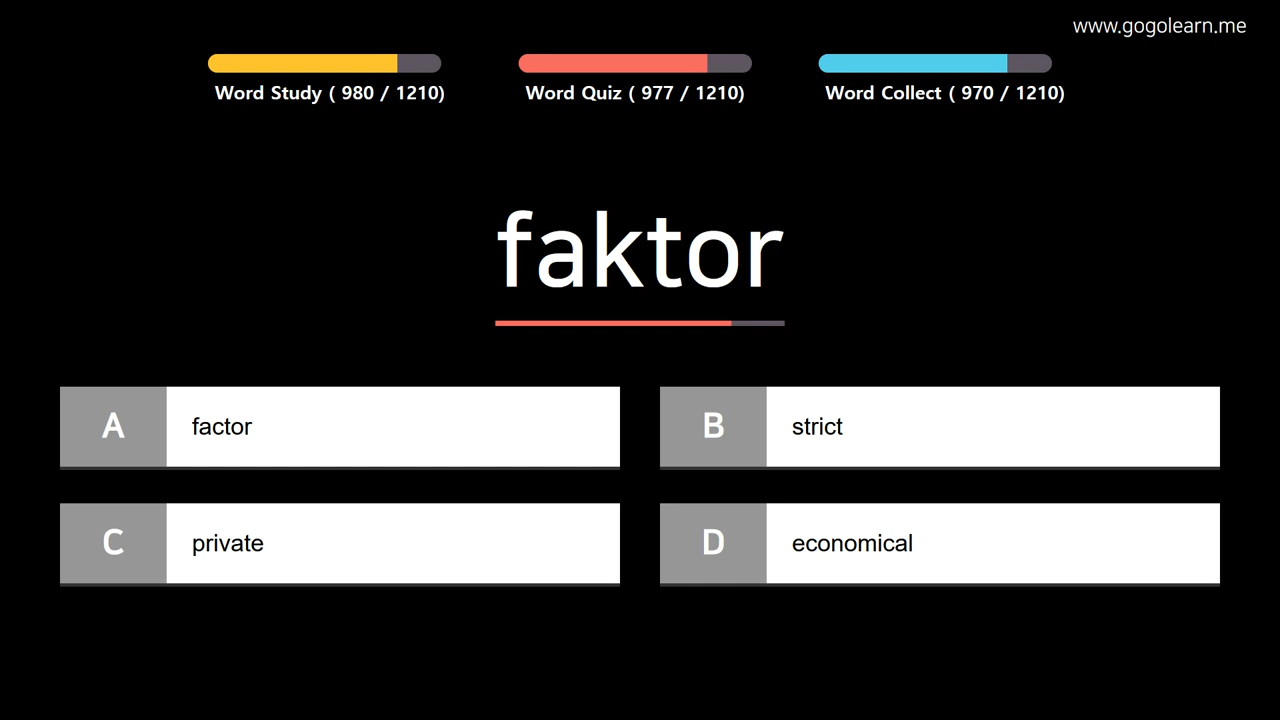 www.gogolearn.me
Word Study ( 980 / 1210)
Word Quiz ( 977 / 1210)
Word Collect ( 970 / 1210)
faktor
A factor
B strict
C private
D economical